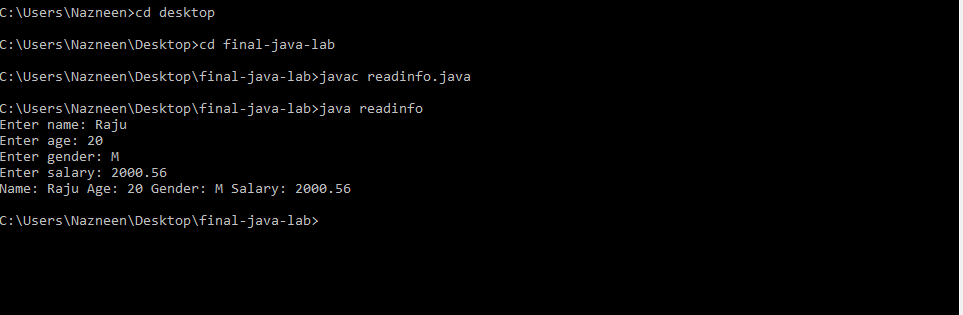 C:\Users\Nazneen>cd desktop
C:\Users\Nazneen\Desktop>cd final-java-lab
C:\Users\Nazneen\Desktop\final-java-lab>javac readinfo.java
C:\Users\Nazneen\Desktop\final-java-lab>java readinfo
Enter name: Raju
Enter age: 20
Enter gender: M
Enter salary: 2000.56
Name: Raju Age: 20 Gender: M Salary: 2000.56
C:\Users\Nazneen\Desktop\final-java-lab>